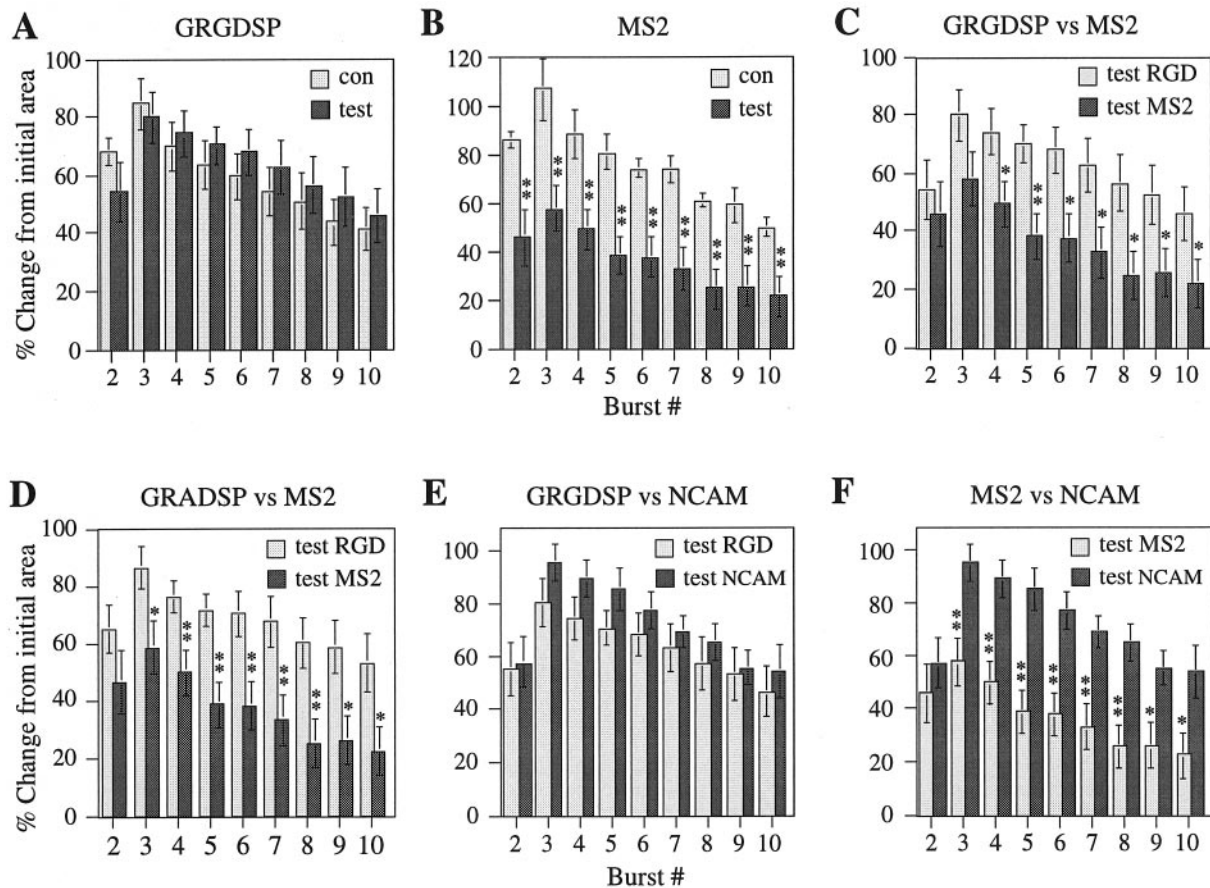 A
GRGDSP
% Change from initial area
100
80
60
40
20
0
con
test
2 3 4 5 6 7 8 9 10
B
MS2
120
100
80
60
40
20
0
con
test
** ** ** ** ** ** ** ** **
2 3 4 5 6 7 8 9 10
Burst #
C
GRGDSP vs MS2
100
80
60
40
20
0
test RGD
test MS2
* ** * * * * *
2 3 4 5 6 7 8 9 10
D
GRADSP vs MS2
% Change from initial area
100
80
60
40
20
0
test RGD
test MS2
* ** ** ** ** ** * *
2 3 4 5 6 7 8 9 10
E
GRGDSP vs NCAM
100
80
60
40
20
0
test RGD
test NCAM
2 3 4 5 6 7 8 9 10
Burst #
F
MS2 vs NCAM
100
80
60
40
20
0
test MS2
test NCAM
** ** ** ** ** ** * *
2 3 4 5 6 7 8 9 10